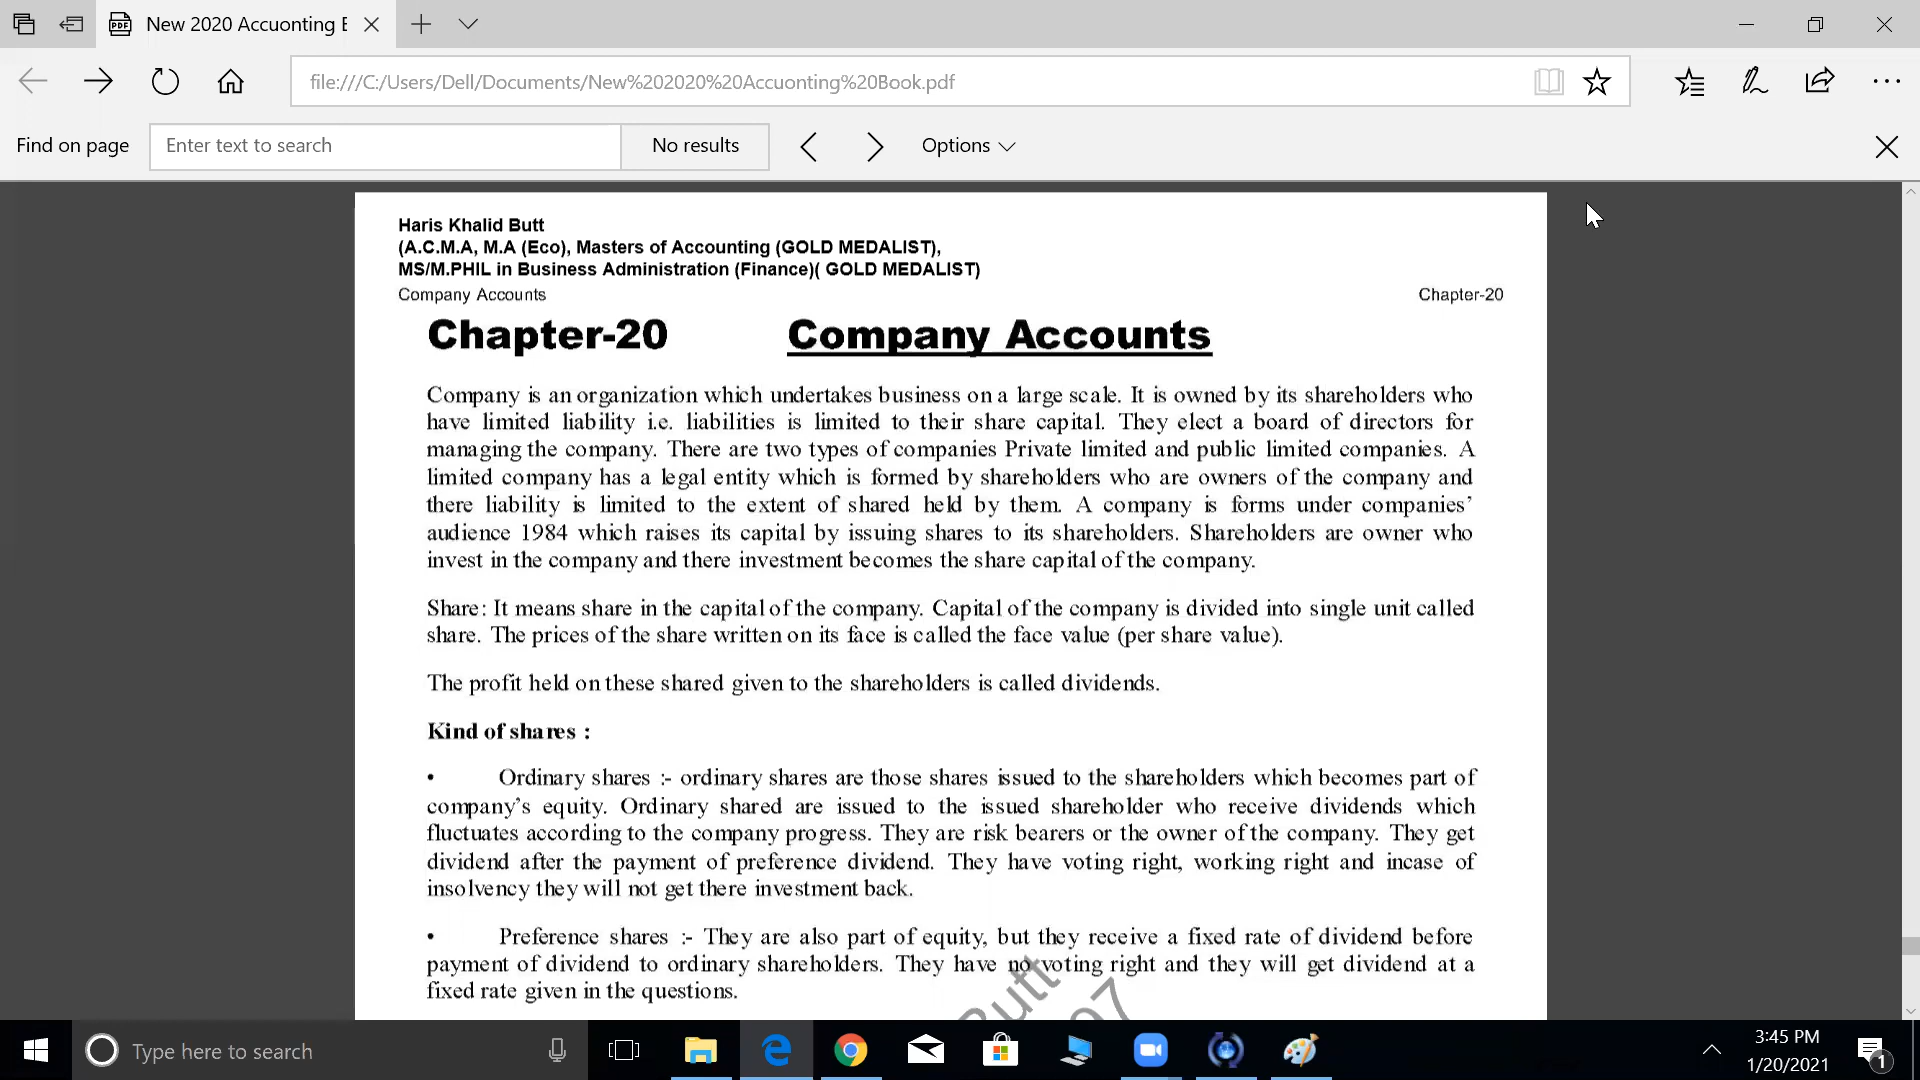 New 2020 Accuonting E
file:///C:/Users/Dell/Documents/New%202020%20Accuonting%20Book.pdf
Find on page
Enter text to search
No results
Options
Haris Khalid Butt
(A.C.M.A, M.A (Eco), Masters of Accounting (GOLD MEDALIST),
MS/M.PHIL in Business Administration (Finance)( GOLD MEDALIST)
Company Accounts Chapter-20
Chapter-20 Company Accounts
Company is an organization which undertakes business on a large scale. It is owned by its shareholders who
have limited liability i.e. liabilities is limited to their share capital. They elect a board of directors for
managing the company. There are two types of companies Private limited and public limited companies. A
limited company has a legal entity which is formed by shareholders who are owners of the company and
there liability is limited to the extent of shared held by them. A company is forms under companies’
audience 1984 which raises its capital by issuing shares to its shareholders. Shareholders are owner who
invest in the company and there investment becomes the share capital of the company.
Share: It means share in the capital of the company. Capital of the company is divided into single unit called
share. The prices of the share written on its face is called the face value (per share value).
The profit held on these shared given to the shareholders is called dividends.
Kind of shares :
• Ordinary shares :- ordinary shares are those shares issued to the shareholders which becomes part of
company’s equity. Ordinary shared are issued to the issued shareholder who receive dividends which
fluctuates according to the company progress. They are risk bearers or the owner of the company. They get
dividend after the payment of preference dividend. They have voting right, working right and incase of
insolvency they will not get there investment back.
• Preference shares :- They are also part of equity, but they receive a fixed rate of dividend before
payment of dividend to ordinary shareholders. They have no voting right and they will get dividend at a
fixed rate given in the questions.
Butt
97
Type here to search
3:45 PM
1/20/2021
1